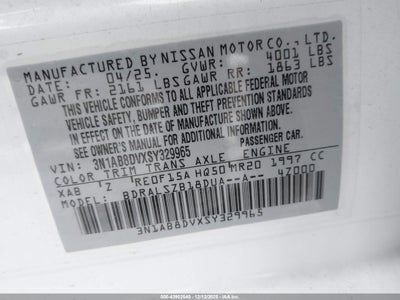 MANUFACTURED BY NISSAN MOTOR CO., LTD.
DATE: 04/25. GVWR: 4001 LBS
GAWR FR: 2161 LBS GAWR RR: 1863 LBS
THIS VEHICLE CONFORMS TO ALL APPLICABLE FEDERAL MOTOR
VEHICLE SAFETY, BUMPER AND THEFT PREVENTION STANDARDS
IN EFFECT ON THE DATE OF MANUFACTURE SHOWN ABOVE.
SEE OWNER'S MANUAL FOR ADDITIONAL INFORMATION.
VIN: 3N1AB8DVXSY329965 PASSENGER CAR.
COLOR TRIM TRANS AXLE ENGINE
XAB Z RE0F15A HQ50 MR20 1997 CC
MODEL: BDRALSZB18DUA--A-- 4Z000
3N1AB8DVXSY329965